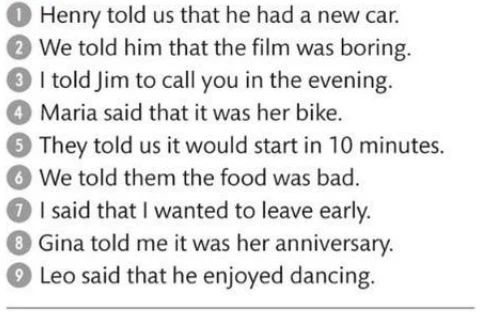 1 Henry told us that he had a new car.
2 We told him that the film was boring.
3 I told Jim to call you in the evening.
4 Maria said that it was her bike.
5 They told us it would start in 10 minutes.
6 We told them the food was bad.
7 I said that I wanted to leave early.
8 Gina told me it was her anniversary.
9 Leo said that he enjoyed dancing.